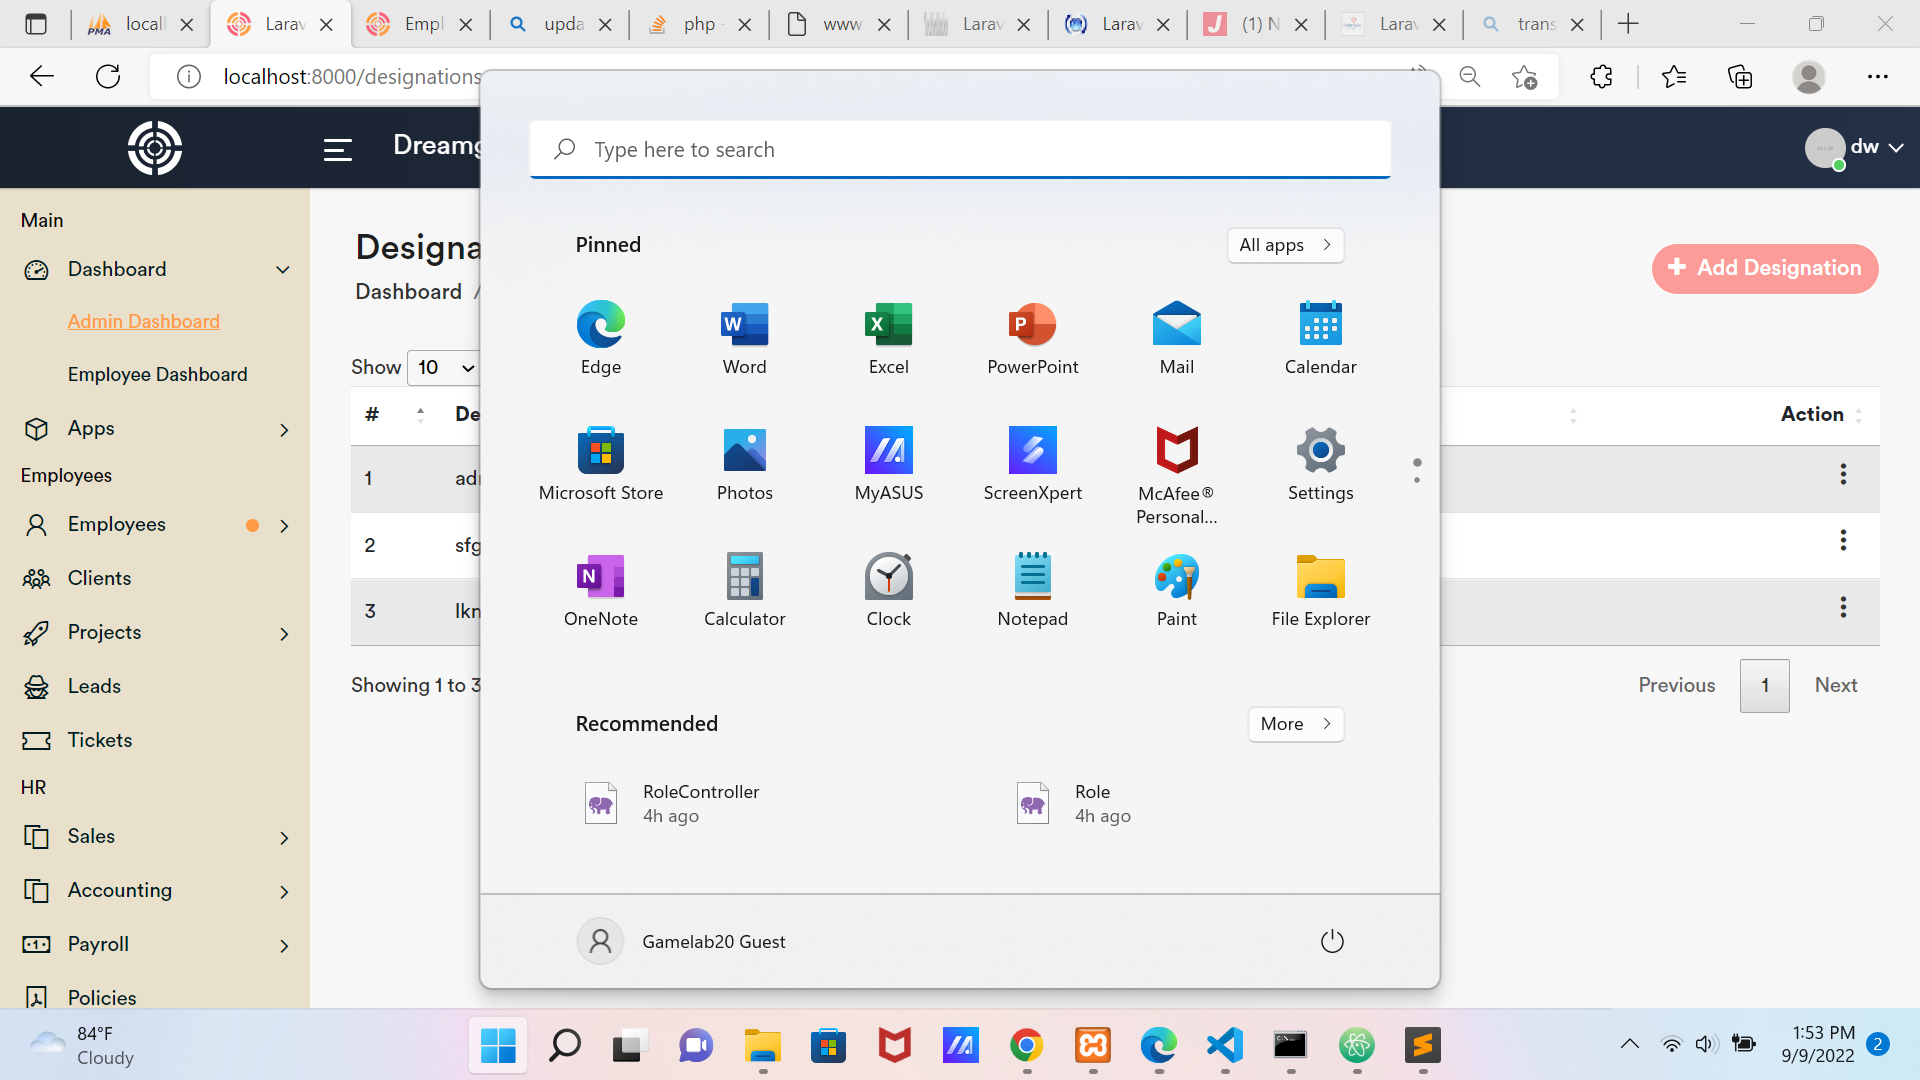 PMA locall
Larav
Empl
upda
php -
www.
Larav
Larav
(1) N
Larav
trans
localhost:8000/designations
Dreamg
dw
Main
Dashboard
Admin Dashboard
Employee Dashboard
Apps
Employees
Employees
Clients
Projects
Leads
Tickets
HR
Sales
Accounting
Payroll
Policies
Designa
Dashboard /
+ Add Designation
Show 10
# De Action
1 adr
2 sfg
3 lkn
Showing 1 to 3
Previous 1 Next
Type here to search
Pinned
All apps >
Edge
Word
Excel
PowerPoint
Mail
Calendar
Microsoft Store
Photos
MyASUS
ScreenXpert
McAfee®
Personal...
Settings
OneNote
Calculator
Clock
Notepad
Paint
File Explorer
Recommended
More >
RoleController
4h ago
Role
4h ago
Gamelab20 Guest
84°F
Cloudy
1:53 PM
9/9/2022
2